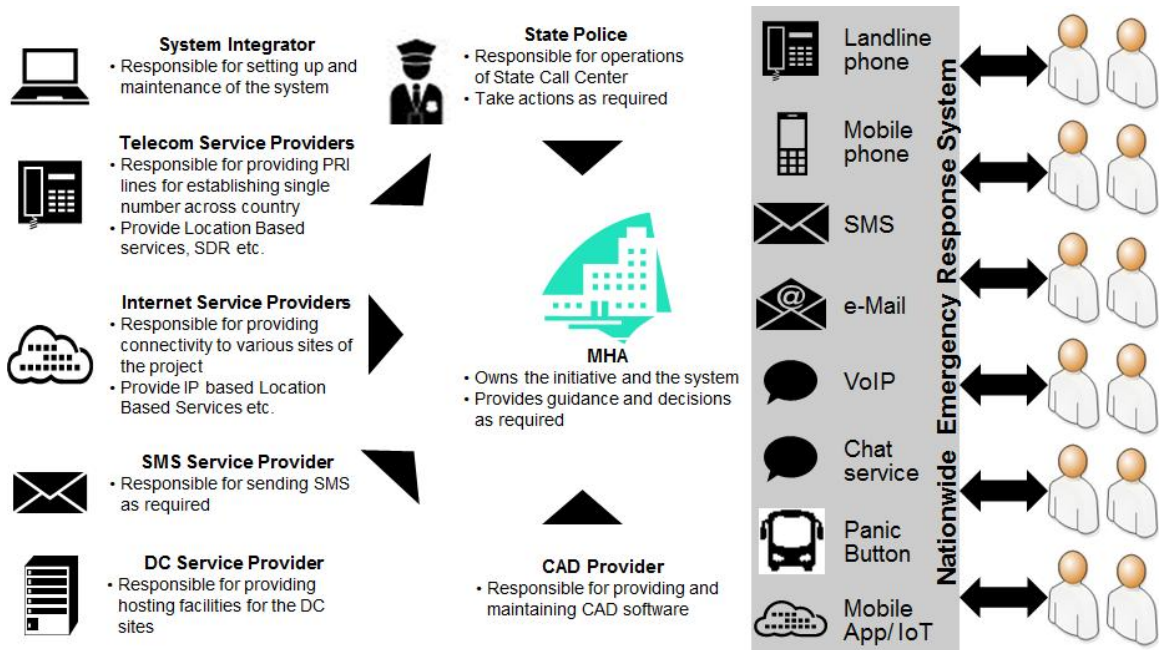 System Integrator
• Responsible for setting up and
maintenance of the system
Telecom Service Providers
• Responsible for providing PRI
lines for establishing single
number across country
• Provide Location Based
services, SDR etc.
Internet Service Providers
• Responsible for providing
connectivity to various sites of
the project
• Provide IP based Location
Based Services etc.
SMS Service Provider
• Responsible for sending SMS
as required
DC Service Provider
• Responsible for providing
hosting facilities for the DC
sites
State Police
• Responsible for operations
of State Call Center
• Take actions as required
MHA
• Owns the initiative and the system
• Provides guidance and decisions
as required
CAD Provider
• Responsible for providing and
maintaining CAD software
Landline
phone
Mobile
phone
SMS
@
e-Mail
VoIP
Chat
service
Panic
Button
Mobile
App/IoT
Nationwide Emergency Response System